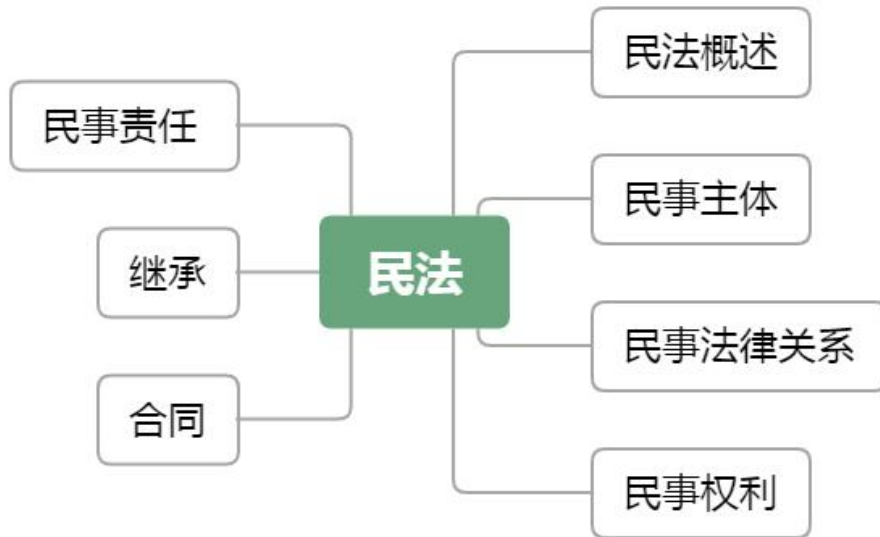 民法
民法概述
民事主体
民事法律关系
民事权利
民事责任
继承
合同